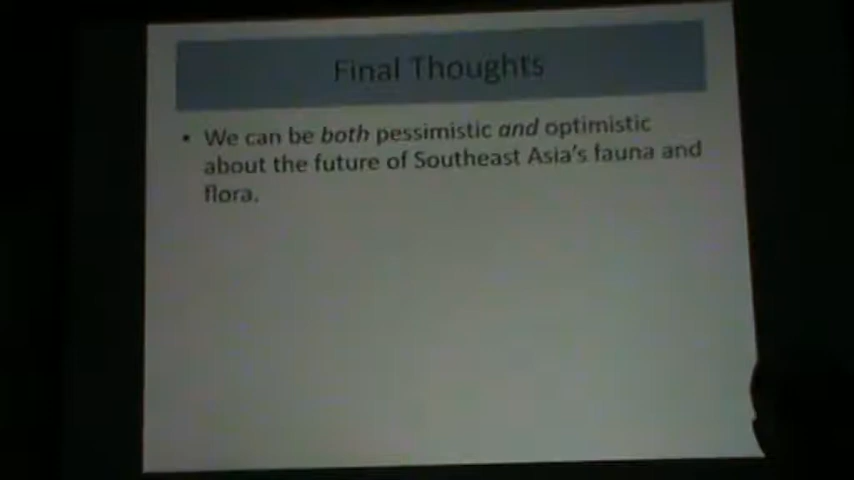 Final Thoughts
• We can be both pessimistic and optimistic
about the future of Southeast Asia's fauna and
flora.